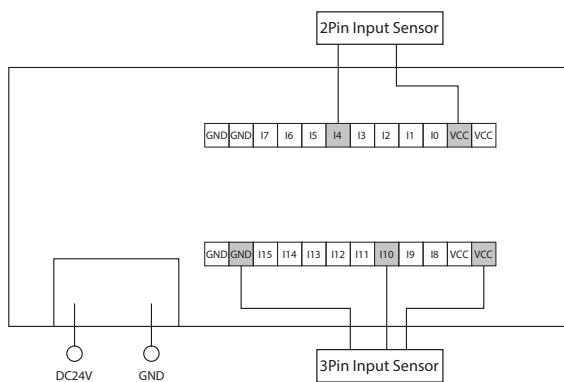 2Pin Input Sensor
GND GND I7 I6 I5 I4 I3 I2 I1 I0 VCC VCC
GND GND I15 I14 I13 I12 I11 I10 I9 I8 VCC VCC
DC24V GND
3Pin Input Sensor